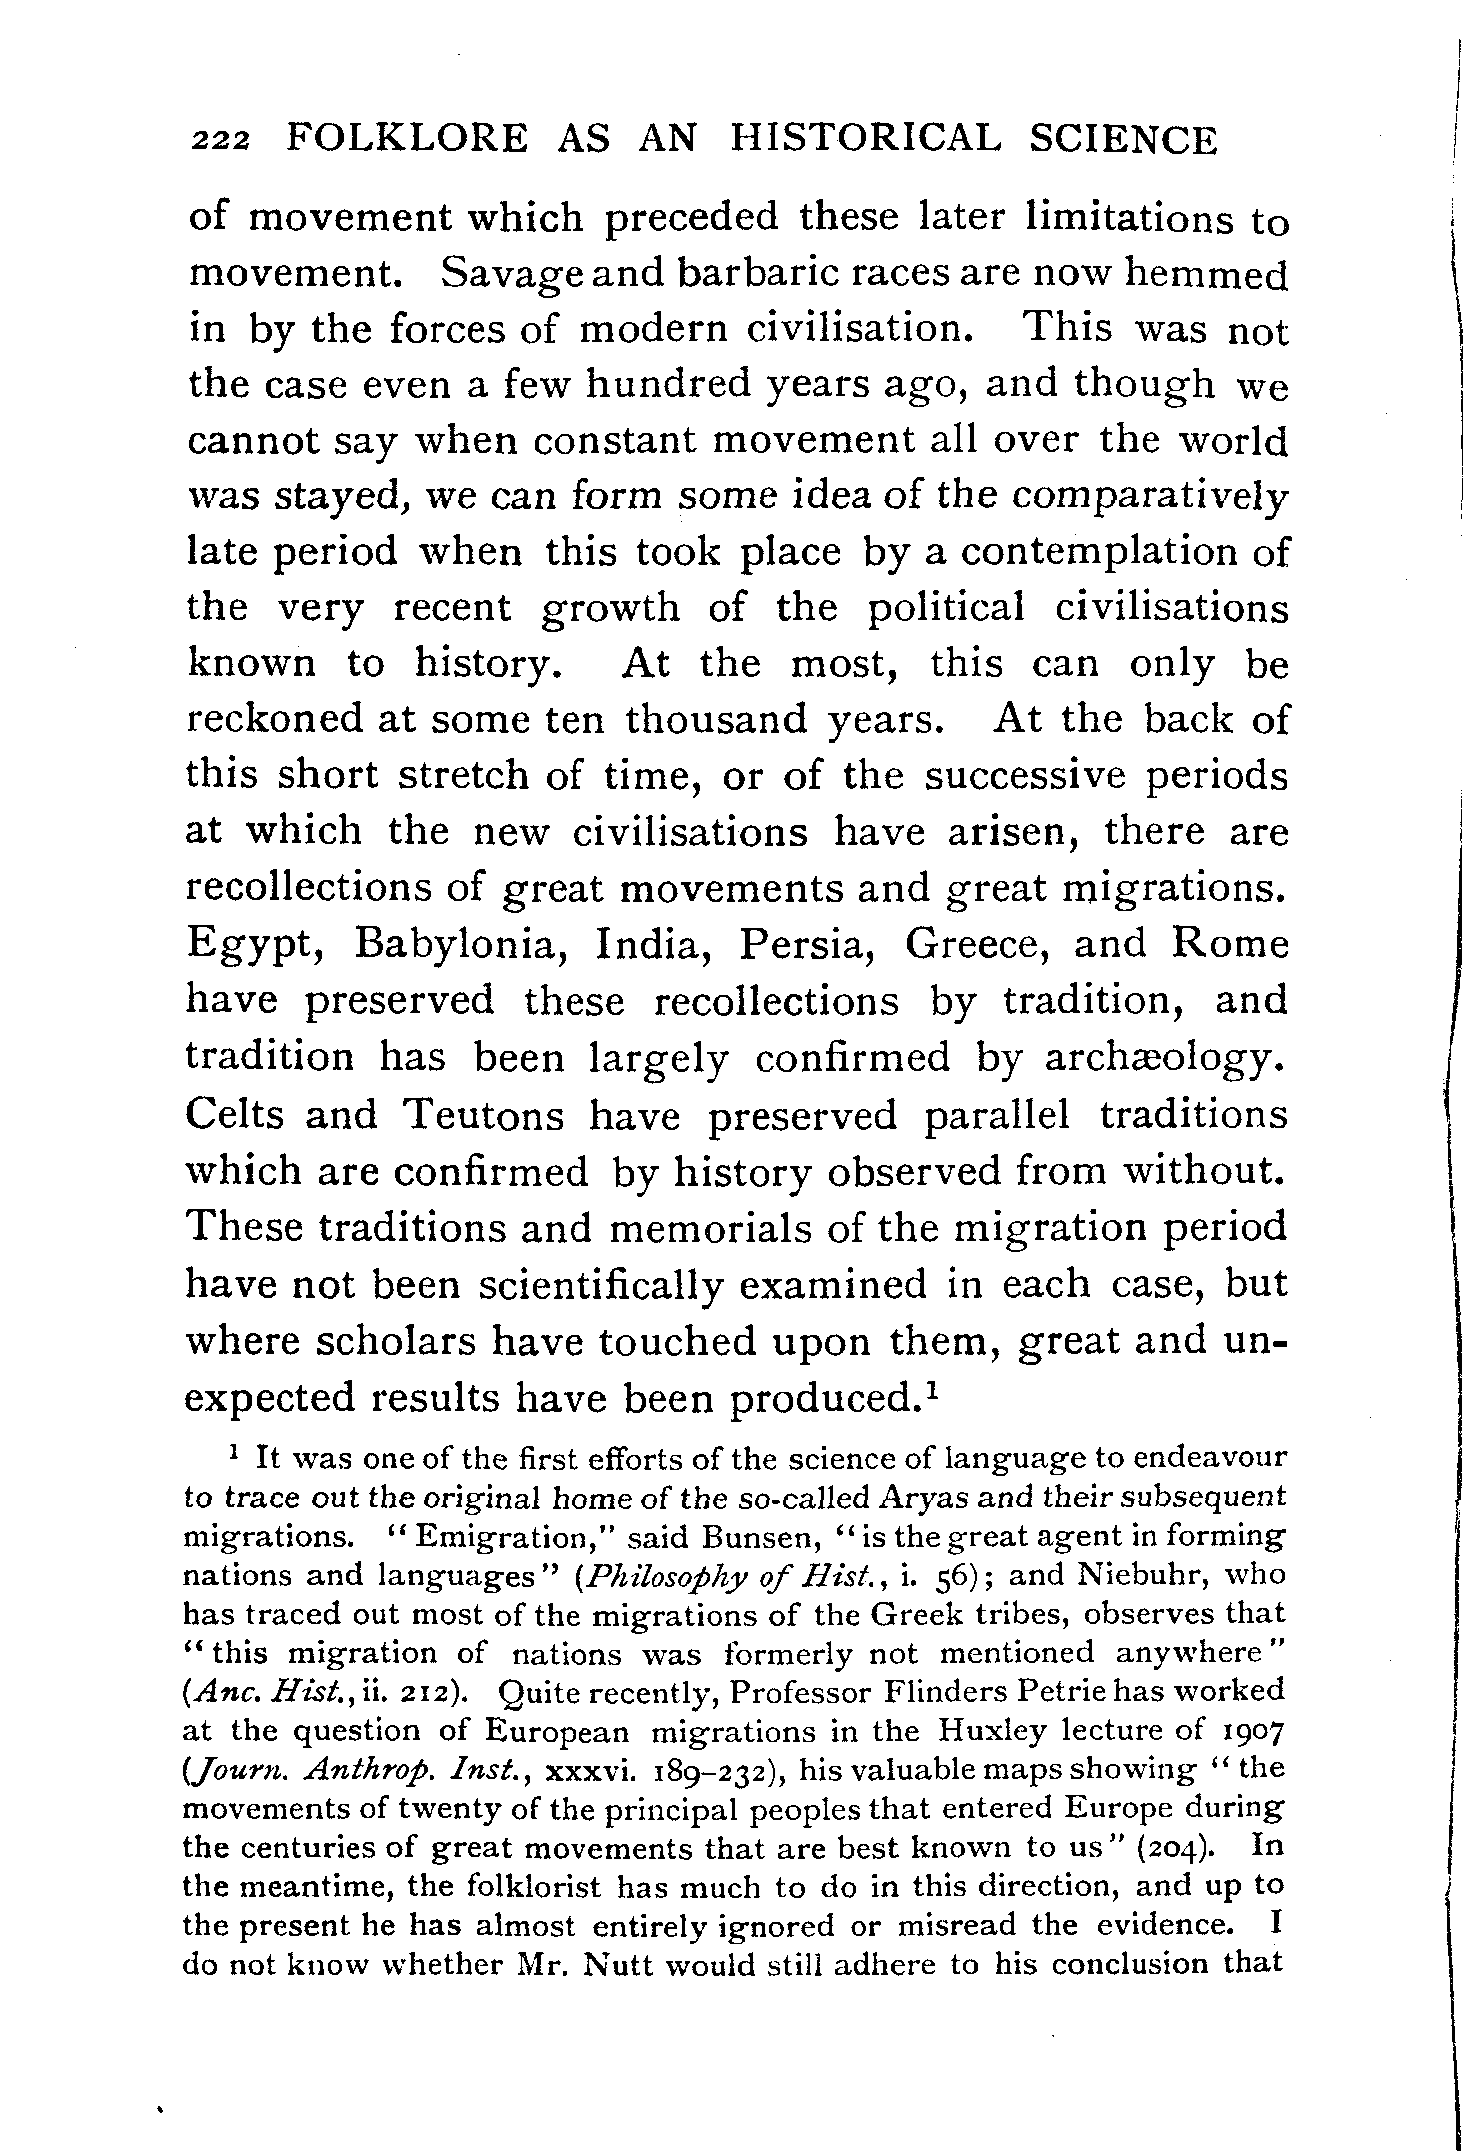 222 FOLKLORE AS AN HISTORICAL SCIENCE
of movement which preceded these later limitations to
movement. Savage and barbaric races are now hemmed
in by the forces of modern civilisation. This was not
the case even a few hundred years ago, and though we
cannot say when constant movement all over the world
was stayed, we can form some idea of the comparatively
late period when this took place by a contemplation of
the very recent growth of the political civilisations
known to history. At the most, this can only be
reckoned at some ten thousand years. At the back of
this short stretch of time, or of the successive periods
at which the new civilisations have arisen, there are
recollections of great movements and great migrations.
Egypt, Babylonia, India, Persia, Greece, and Rome
have preserved these recollections by tradition, and
tradition has been largely confirmed by archæology.
Celts and Teutons have preserved parallel traditions
which are confirmed by history observed from without.
These traditions and memorials of the migration period
have not been scientifically examined in each case, but
where scholars have touched upon them, great and un-
expected results have been produced.¹
¹ It was one of the first efforts of the science of language to endeavour
to trace out the original home of the so-called Aryas and their subsequent
migrations. "Emigration," said Bunsen, "is the great agent in forming
nations and languages" (Philosophy of Hist., i. 56); and Niebuhr, who
has traced out most of the migrations of the Greek tribes, observes that
"this migration of nations was formerly not mentioned anywhere"
(Anc. Hist., ii. 212). Quite recently, Professor Flinders Petrie has worked
at the question of European migrations in the Huxley lecture of 1907
(Journ. Anthrop. Inst., xxxvi. 189–232), his valuable maps showing "the
movements of twenty of the principal peoples that entered Europe during
the centuries of great movements that are best known to us" (204). In
the meantime, the folklorist has much to do in this direction, and up to
the present he has almost entirely ignored or misread the evidence. I
do not know whether Mr. Nutt would still adhere to his conclusion that